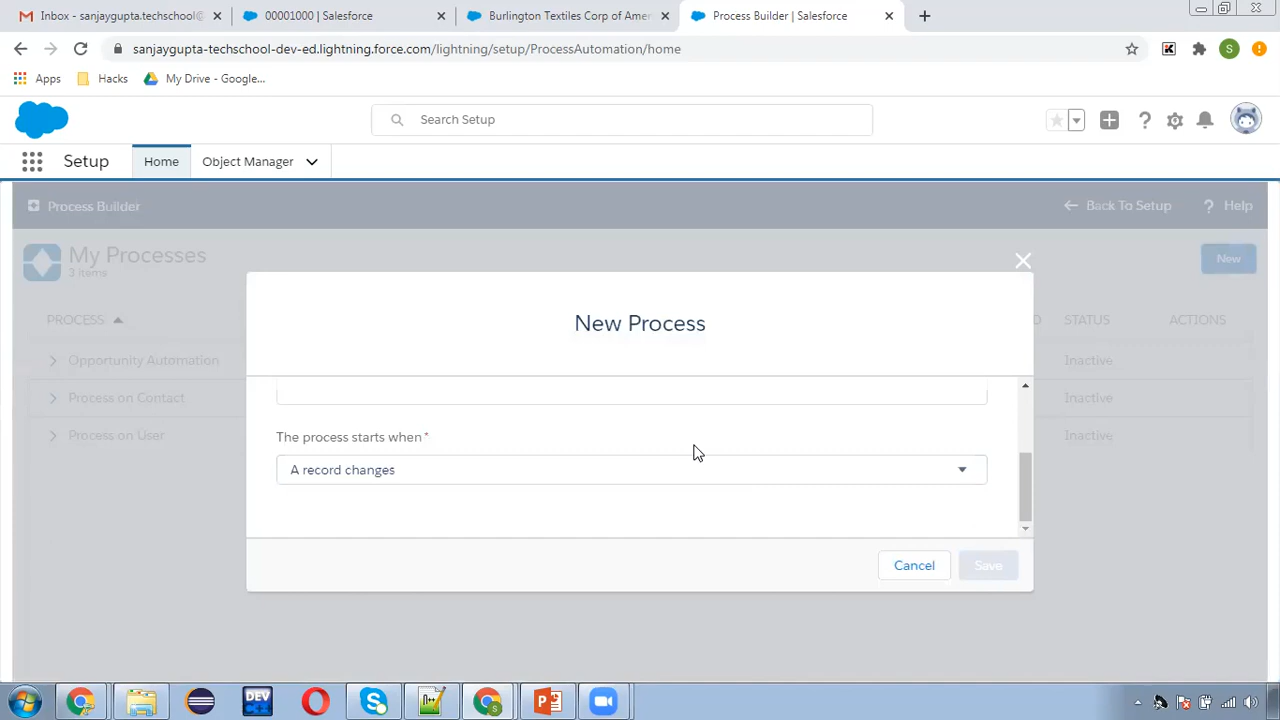 Inbox - sanjaygupta.techschool@
00001000 | Salesforce
Burlington Textiles Corp of Amer
Process Builder | Salesforce
sanjaygupta-techschool-dev-ed.lightning.force.com/lightning/setup/ProcessAutomation/home
K
S
Apps
Hacks
My Drive - Google...
Search Setup
Setup
Home
Object Manager
Process Builder
Back To Setup
? Help
My Processes
3 Items
New
New Process
PROCESS
D
STATUS
ACTIONS
Opportunity Automation
Inactive
Process on Contact
Inactive
Process on User
Inactive
The process starts when*
A record changes
Cancel
Save
DEV
C++
S